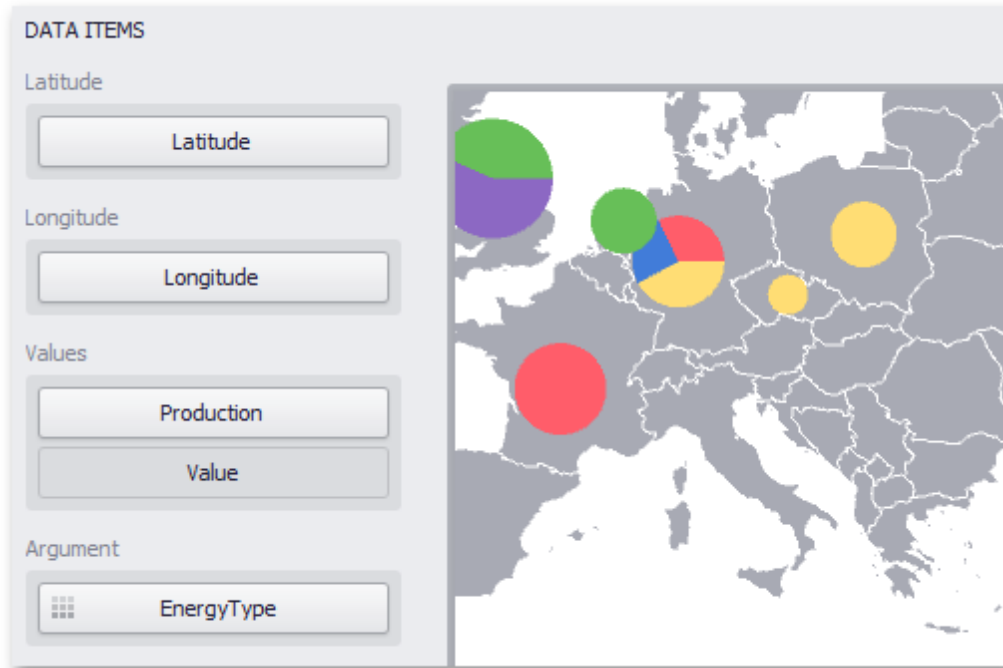 DATA ITEMS
Latitude
Latitude
Longitude
Longitude
Values
Production
Value
Argument
EnergyType